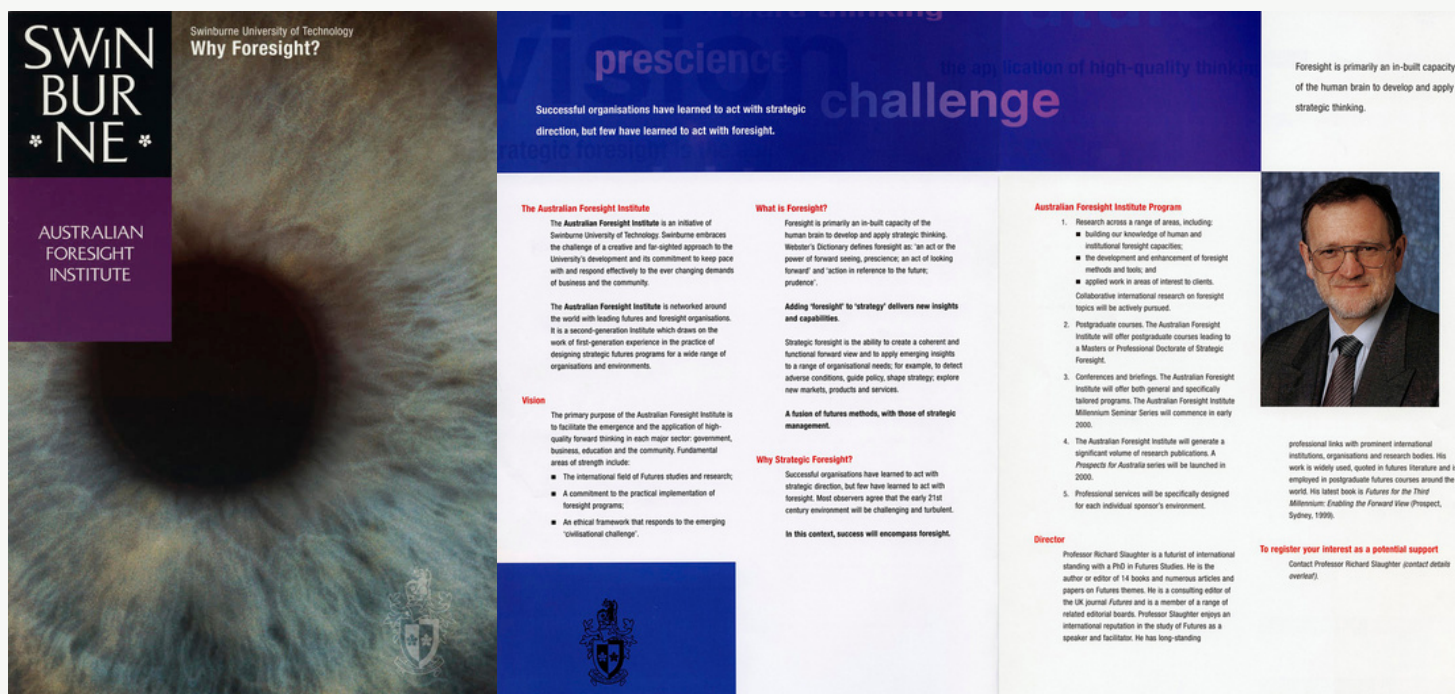 SWIN
BUR
NE
AUSTRALIAN
FORESIGHT
INSTITUTE
Swinburne University of Technology
Why Foresight?
forward thinking
future
vision
prescience
the application of high-quality thinking
challenge
Successful organisations have learned to act with strategic
direction, but few have learned to act with foresight.
strategic foresight is the
Foresight is primarily an in-built capacity
of the human brain to develop and apply
strategic thinking.
The Australian Foresight Institute
The Australian Foresight Institute is an initiative of
Swinburne University of Technology. Swinburne embraces
the challenge of a creative and far-sighted approach to the
University's development and its commitment to keep pace
with and respond effectively to the ever changing demands
of business and the community.
The Australian Foresight Institute is networked around
the world with leading futures and foresight organisations.
It is a second-generation Institute which draws on the
work of first-generation experience in the practice of
designing strategic futures programs for a wide range of
organisations and environments.
Vision
The primary purpose of the Australian Foresight Institute is
to facilitate the emergence and the application of high-
quality forward thinking in each major sector: government,
business, education and the community. Fundamental
areas of strength include:
■ The international field of Futures studies and research;
■ A commitment to the practical implementation of
foresight programs;
■ An ethical framework that responds to the emerging
'civilisational challenge'.
What is Foresight?
Foresight is primarily an in-built capacity of the
human brain to develop and apply strategic thinking.
Webster's Dictionary defines foresight as: 'an act or the
power of forward seeing, prescience; an act of looking
forward' and 'action in reference to the future;
prudence'.
Adding 'foresight' to 'strategy' delivers new insights
and capabilities.
Strategic foresight is the ability to create a coherent and
functional forward view and to apply emerging insights
to a range of organisational needs; for example, to detect
adverse conditions, guide policy, shape strategy; explore
new markets, products and services.
A fusion of futures methods, with those of strategic
management.
Why Strategic Foresight?
Successful organisations have learned to act with
strategic direction, but few have learned to act with
foresight. Most observers agree that the early 21st
century environment will be challenging and turbulent.
In this context, success will encompass foresight.
Australian Foresight Institute Program
1. Research across a range of areas, including:
■ building our knowledge of human and
institutional foresight capacities;
■ the development and enhancement of foresight
methods and tools; and
■ applied work in areas of interest to clients.
Collaborative international research on foresight
topics will be actively pursued.
2. Postgraduate courses. The Australian Foresight
Institute will offer postgraduate courses leading to
a Masters or Professional Doctorate of Strategic
Foresight.
3. Conferences and briefings. The Australian Foresight
Institute will offer both general and specifically
tailored programs. The Australian Foresight Institute
Millennium Seminar Series will commence in early
2000.
4. The Australian Foresight Institute will generate a
significant volume of research publications. A
Prospects for Australia series will be launched in
2000.
5. Professional services will be specifically designed
for each individual sponsor's environment.
Director
Professor Richard Slaughter is a futurist of international
standing with a PhD in Futures Studies. He is the
author or editor of 14 books and numerous articles and
papers on Futures themes. He is a consulting editor of
the UK journal Futures and is a member of a range of
related editorial boards. Professor Slaughter enjoys an
international reputation in the study of Futures as a
speaker and facilitator. He has long-standing
professional links with prominent international
institutions, organisations and research bodies. His
work is widely used, quoted in futures literature and is
employed in postgraduate futures courses around the
world. His latest book is Futures for the Third
Millennium: Enabling the Forward View (Prospect,
Sydney, 1999).
To register your interest as a potential support
Contact Professor Richard Slaughter (contact details
overleaf).